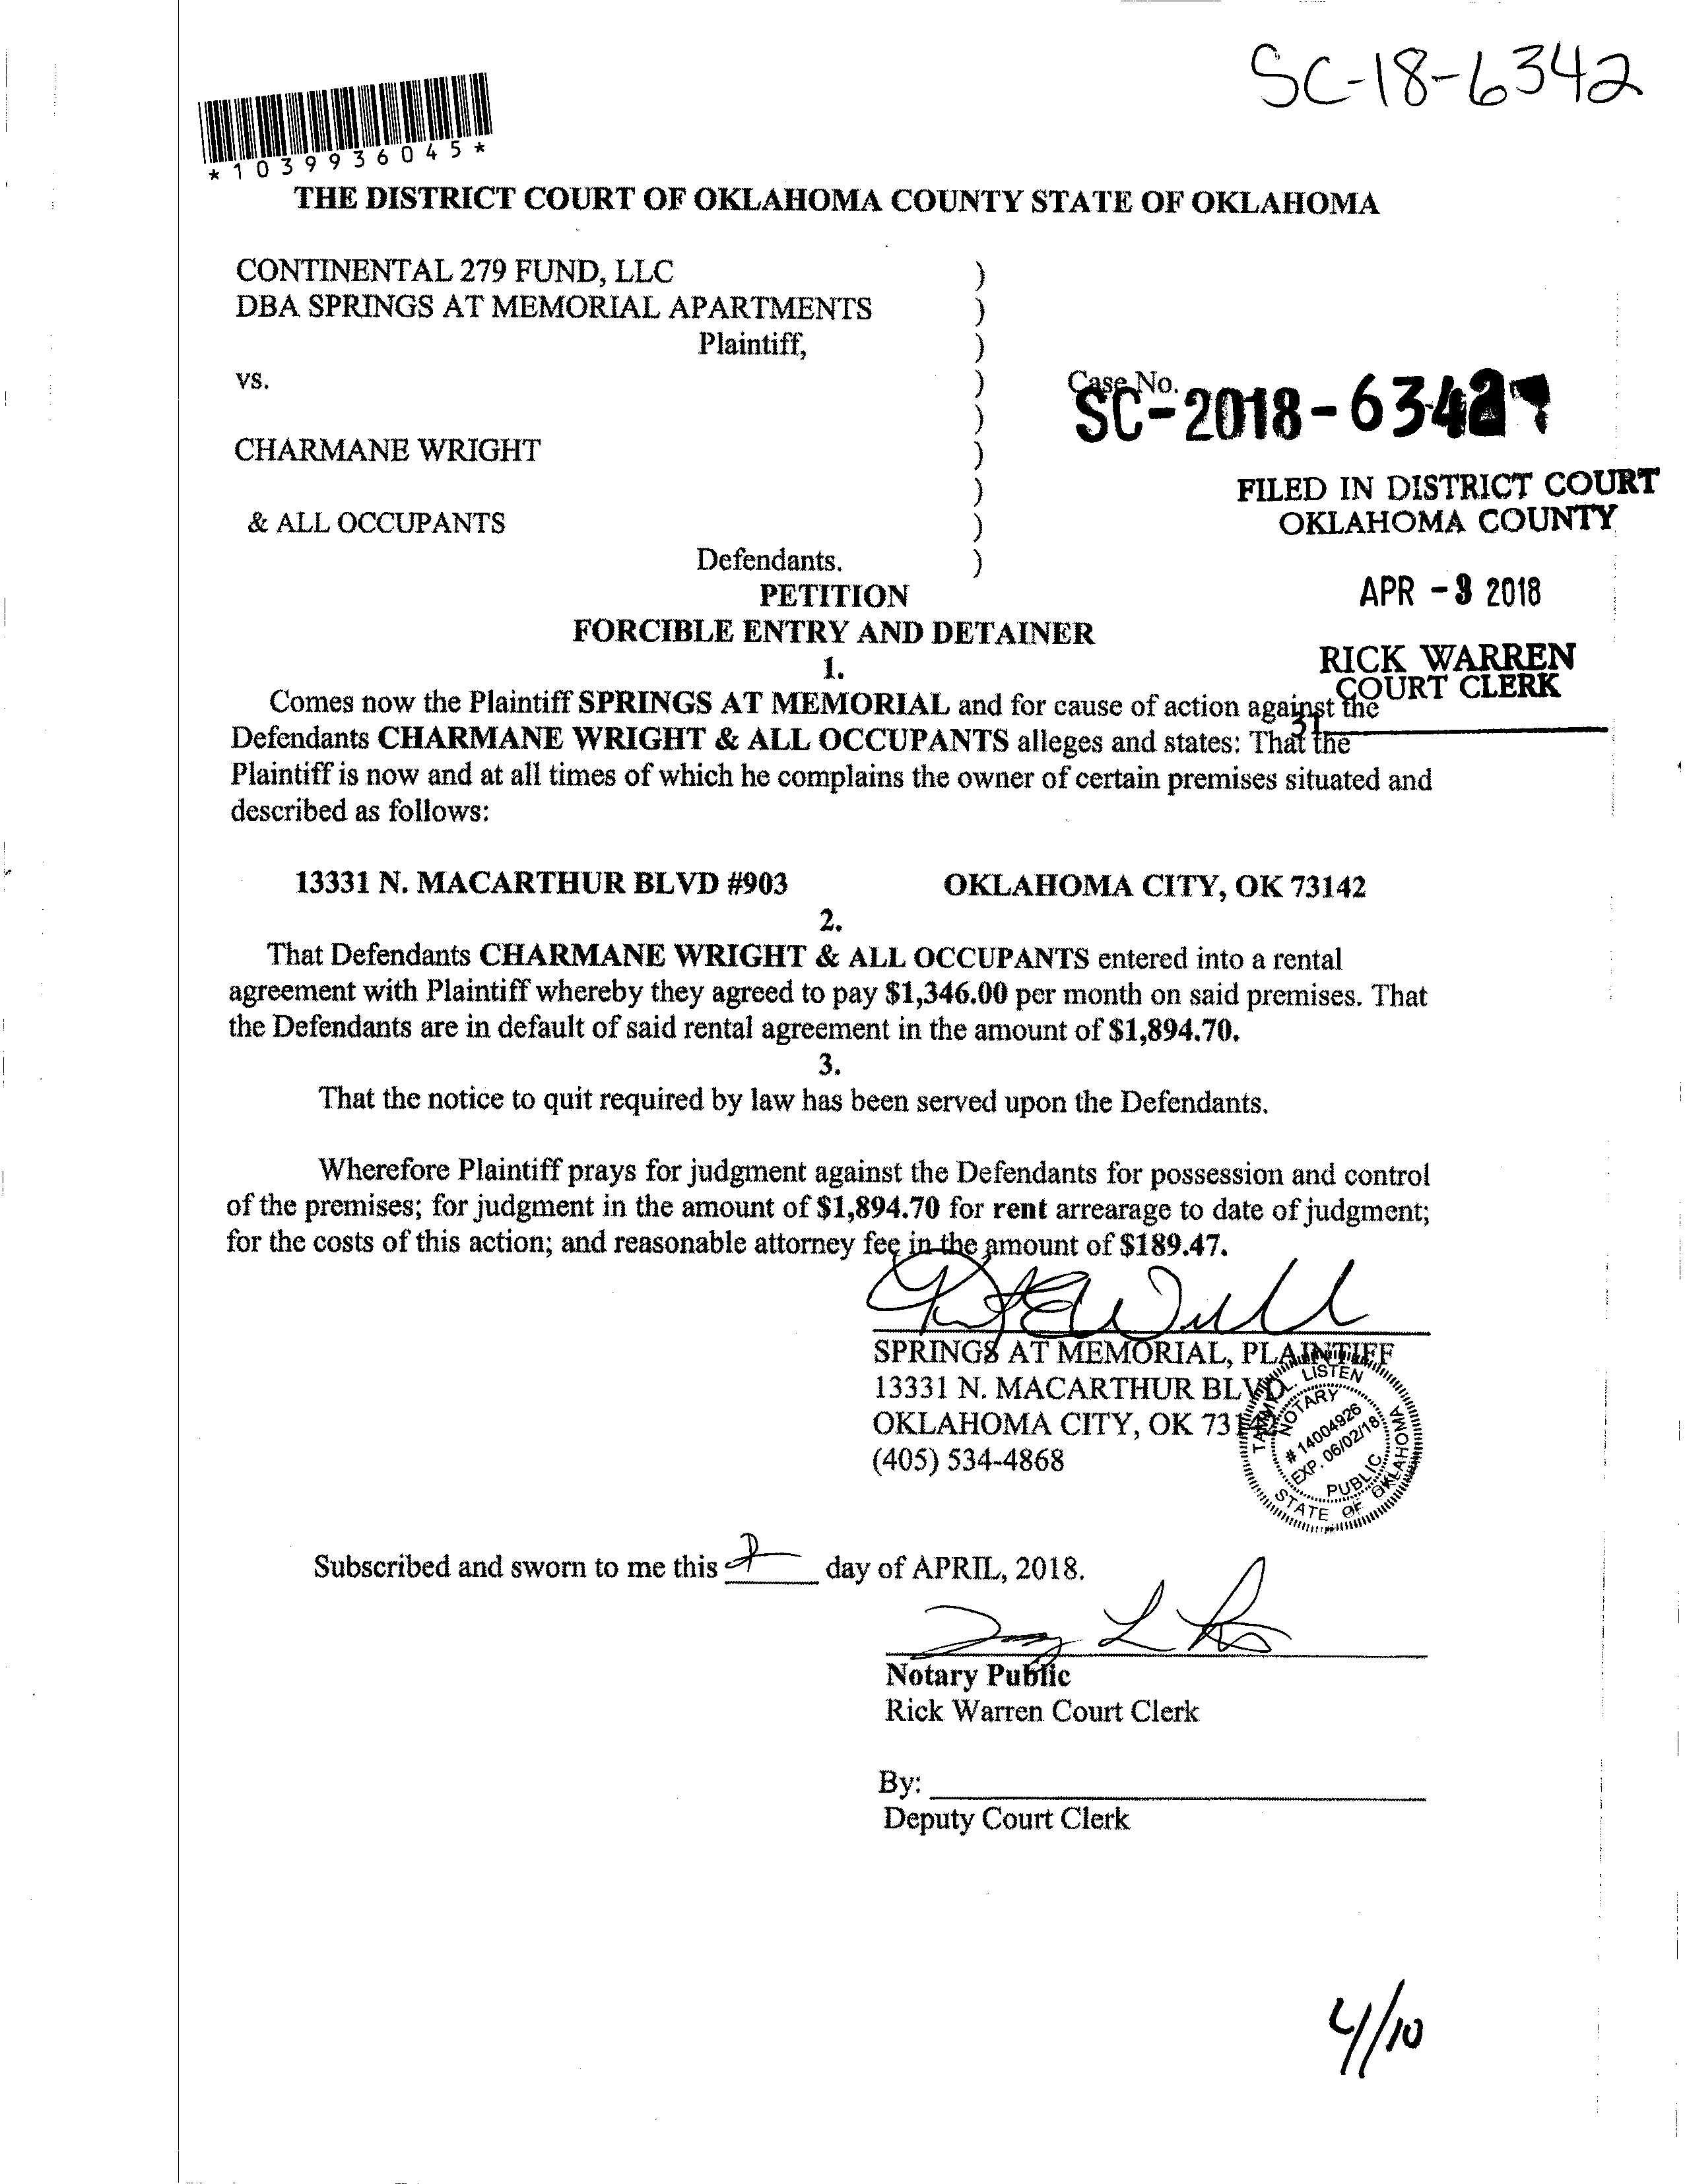 SC-18-6342
*1039936045*
THE DISTRICT COURT OF OKLAHOMA COUNTY STATE OF OKLAHOMA
CONTINENTAL 279 FUND, LLC )
DBA SPRINGS AT MEMORIAL APARTMENTS )
Plaintiff, )
vs. ) Case No.
) SC-2018-6342
CHARMANE WRIGHT )
) FILED IN DISTRICT COURT
& ALL OCCUPANTS ) OKLAHOMA COUNTY
Defendants. )
PETITION APR -3 2018
FORCIBLE ENTRY AND DETAINER
1. RICK WARREN
COURT CLERK
31
Comes now the Plaintiff SPRINGS AT MEMORIAL and for cause of action against the
Defendants CHARMANE WRIGHT & ALL OCCUPANTS alleges and states: That the
Plaintiff is now and at all times of which he complains the owner of certain premises situated and
described as follows:
13331 N. MACARTHUR BLVD #903 OKLAHOMA CITY, OK 73142
2.
That Defendants CHARMANE WRIGHT & ALL OCCUPANTS entered into a rental
agreement with Plaintiff whereby they agreed to pay $1,346.00 per month on said premises. That
the Defendants are in default of said rental agreement in the amount of $1,894.70.
3.
That the notice to quit required by law has been served upon the Defendants.
Wherefore Plaintiff prays for judgment against the Defendants for possession and control
of the premises; for judgment in the amount of $1,894.70 for rent arrearage to date of judgment;
for the costs of this action; and reasonable attorney fee in the amount of $189.47.
SPRINGS AT MEMORIAL, PLAINTIFF
13331 N. MACARTHUR BLVD.
OKLAHOMA CITY, OK 73142
(405) 534-4868
TAMMY L. LISTEN
NOTARY
# 14004926
EXP. 06/02/18
PUBLIC
STATE OF OKLAHOMA
Subscribed and sworn to me this day of APRIL, 2018.
Notary Public
Rick Warren Court Clerk
By:
Deputy Court Clerk
4/10